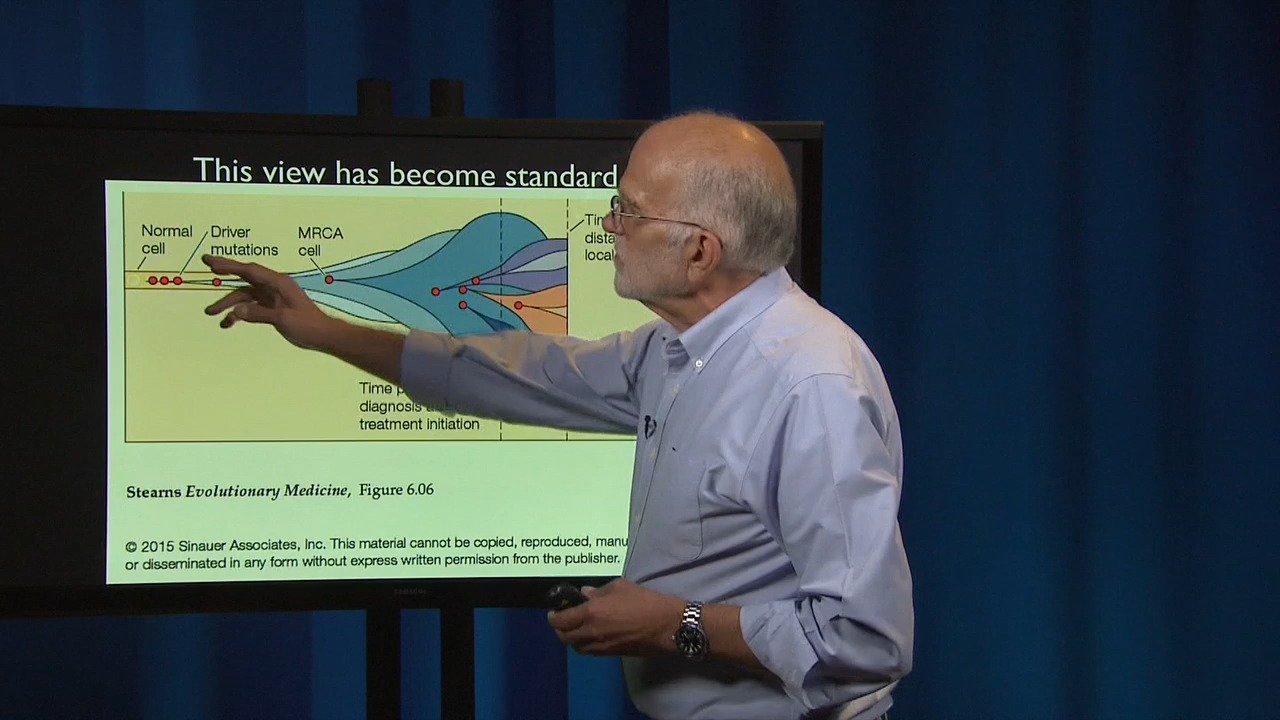 This view has become standard
Normal
cell
Driver
mutations
MRCA
cell
Time
diagnosis
treatment initiation
local
Stearns Evolutionary Medicine, Figure 6.06
© 2015 Sinauer Associates, Inc. This material cannot be copied, reproduced,
or disseminated in any form without express written permission from the publisher.
SAMSUNG